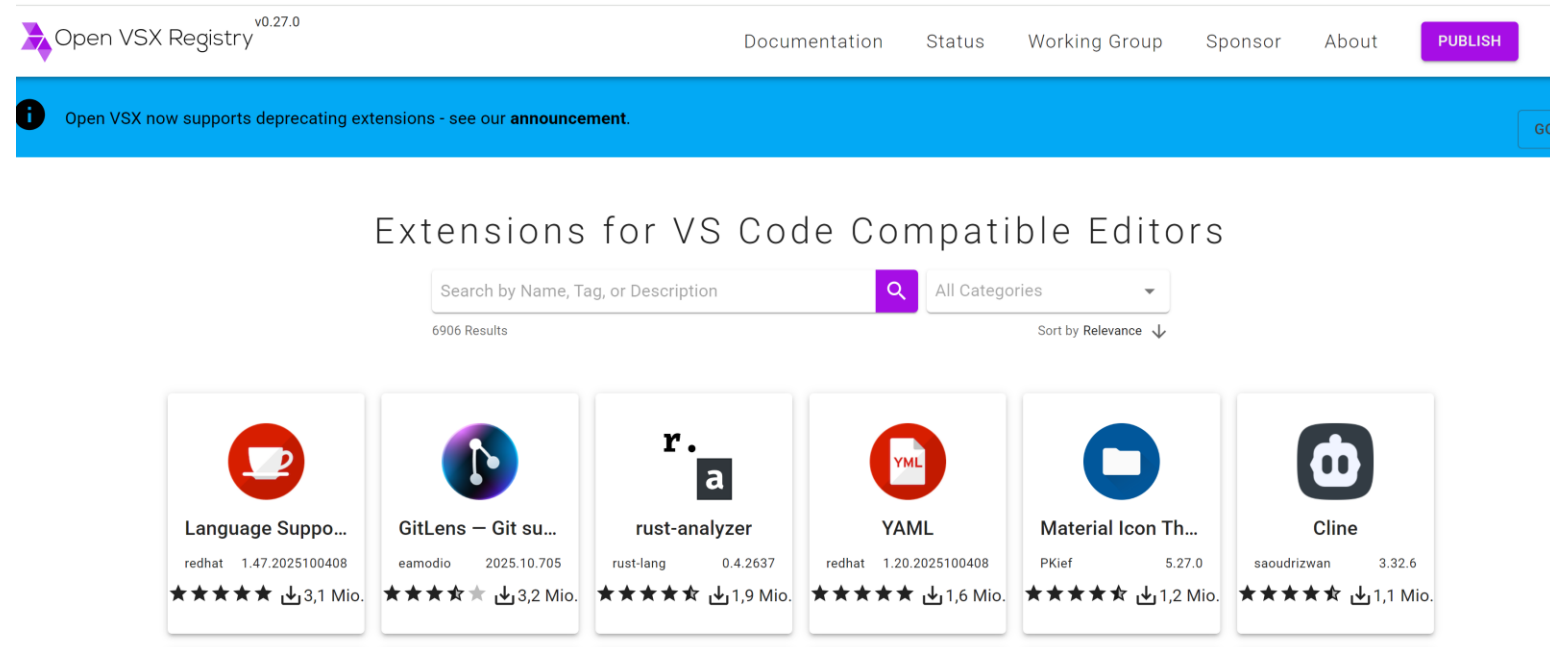 Open VSX Registry v0.27.0
Documentation Status Working Group Sponsor About PUBLISH
Open VSX now supports deprecating extensions - see our announcement.
Extensions for VS Code Compatible Editors
Search by Name, Tag, or Description All Categories
6906 Results Sort by Relevance
r.
a
YML
Language Suppo... GitLens — Git su... rust-analyzer YAML Material Icon Th... Cline
redhat 1.47.2025100408 eamodio 2025.10.705 rust-lang 0.4.2637 redhat 1.20.2025100408 PKief 5.27.0 saoudrizwan 3.32.6
3,1 Mio. 3,2 Mio. 1,9 Mio. 1,6 Mio. 1,2 Mio. 1,1 Mio.